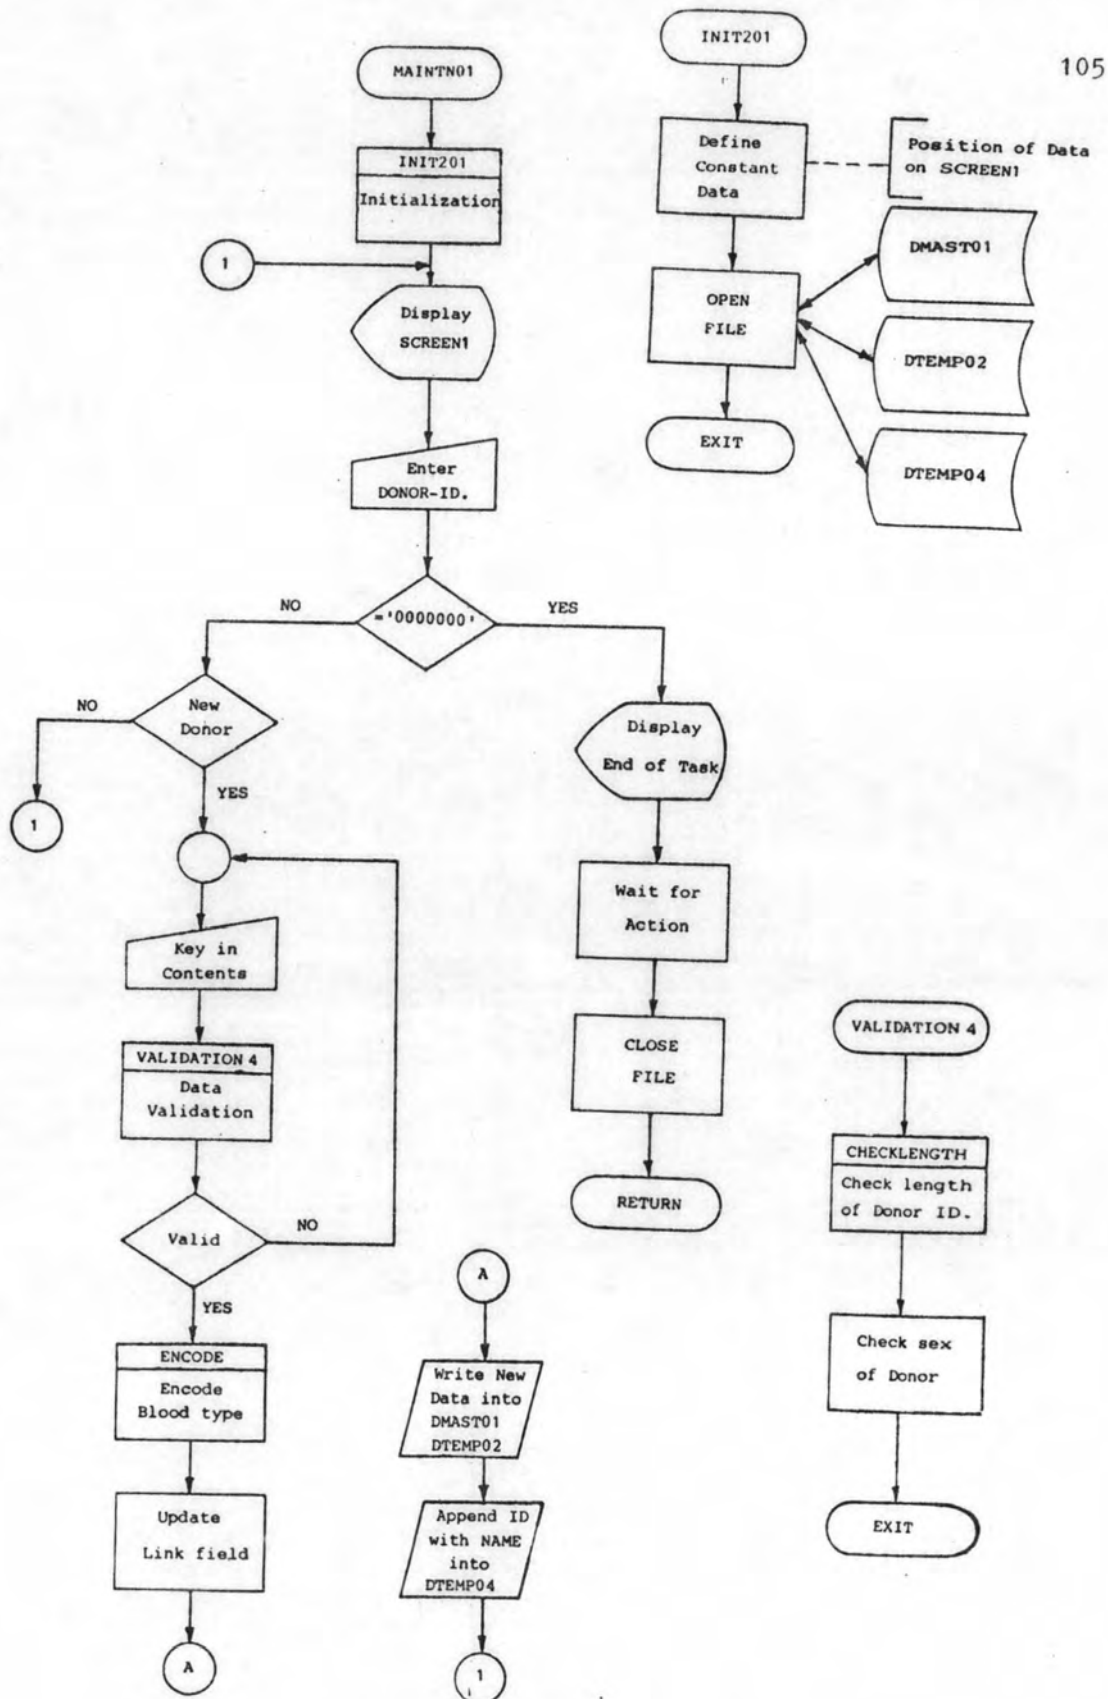 105
MAINTN01
INIT201
Initialization
1
Display
SCREEN1
Enter
DONOR-ID.
='0000000'
NO
YES
New
Donor
NO
1
YES
Key in
Contents
VALIDATION 4
Data
Validation
Valid
NO
YES
ENCODE
Encode
Blood type
Update
Link field
A
Display
End of Task
Wait for
Action
CLOSE
FILE
RETURN
A
Write New
Data into
DMAST01
DTEMP02
Append ID
with NAME
into
DTEMP04
1
INIT201
Define
Constant
Data
Position of Data
on SCREEN1
OPEN
FILE
DMAST01
DTEMP02
DTEMP04
EXIT
VALIDATION 4
CHECKLENGTH
Check length
of Donor ID.
Check sex
of Donor
EXIT